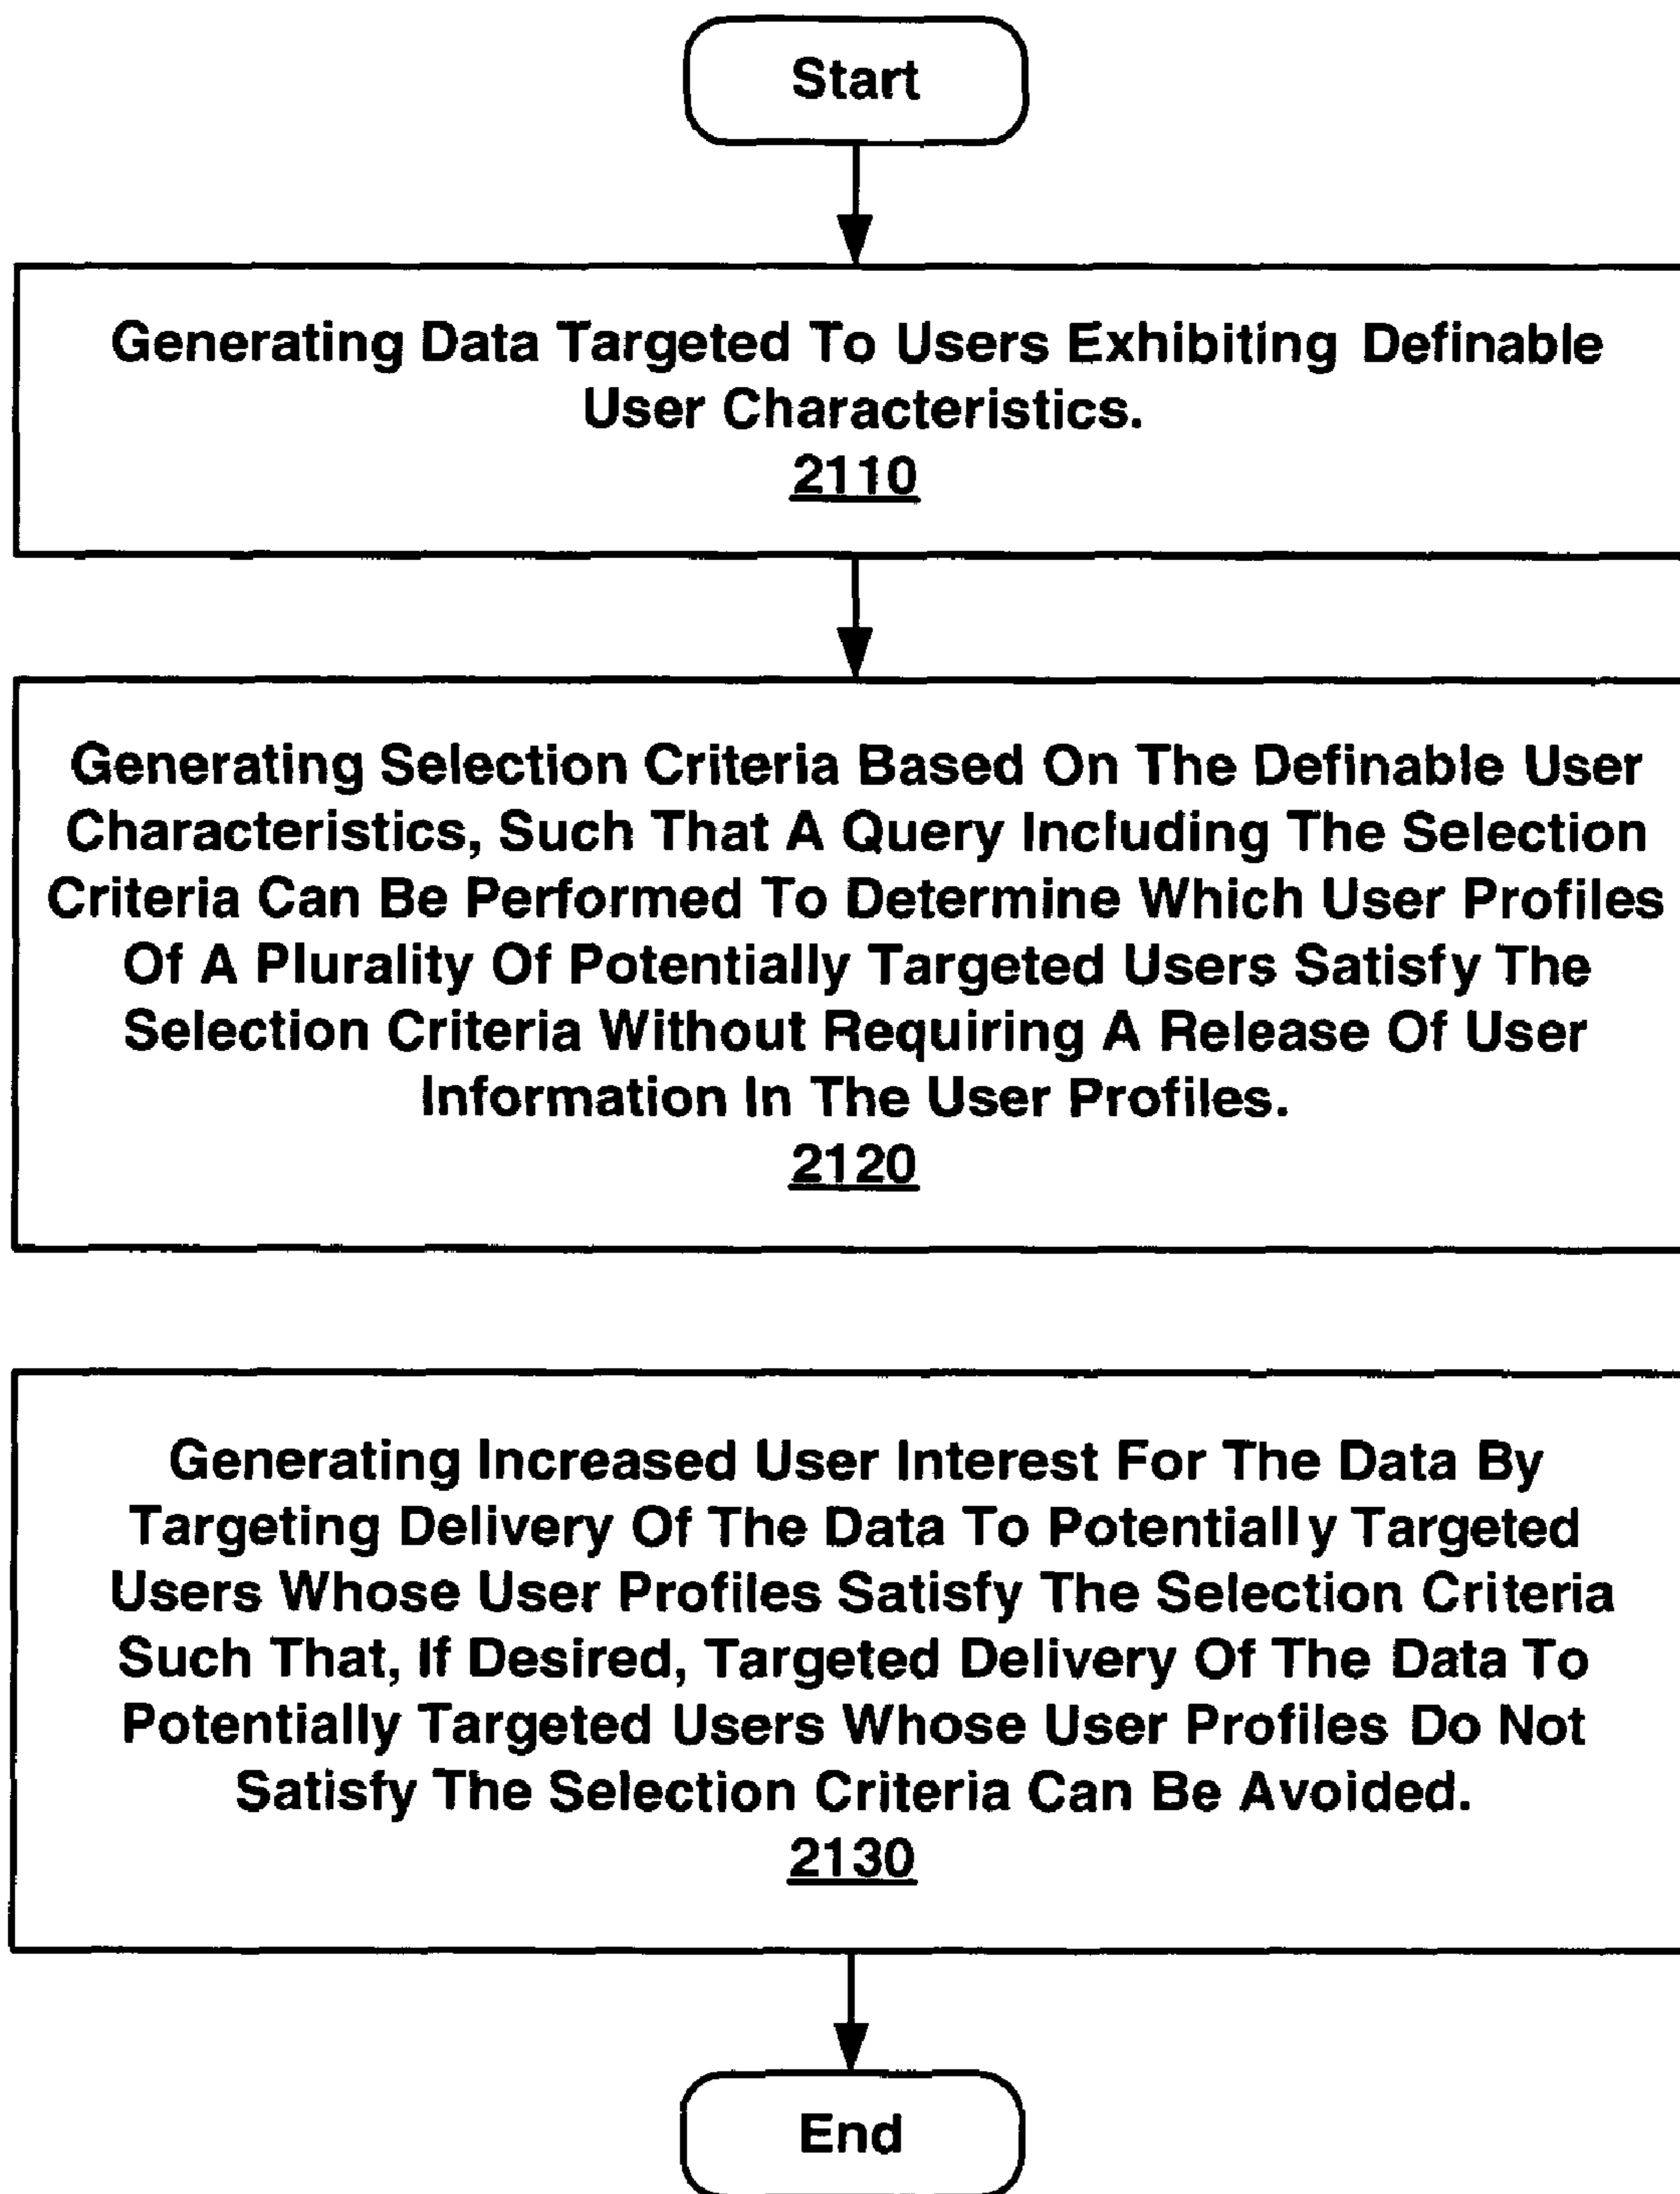 Start
Generating Data Targeted To Users Exhibiting Definable
User Characteristics.
2110
Generating Selection Criteria Based On The Definable User
Characteristics, Such That A Query Including The Selection
Criteria Can Be Performed To Determine Which User Profiles
Of A Plurality Of Potentially Targeted Users Satisfy The
Selection Criteria Without Requiring A Release Of User
Information In The User Profiles.
2120
Generating Increased User Interest For The Data By
Targeting Delivery Of The Data To Potentially Targeted
Users Whose User Profiles Satisfy The Selection Criteria
Such That, If Desired, Targeted Delivery Of The Data To
Potentially Targeted Users Whose User Profiles Do Not
Satisfy The Selection Criteria Can Be Avoided.
2130
End